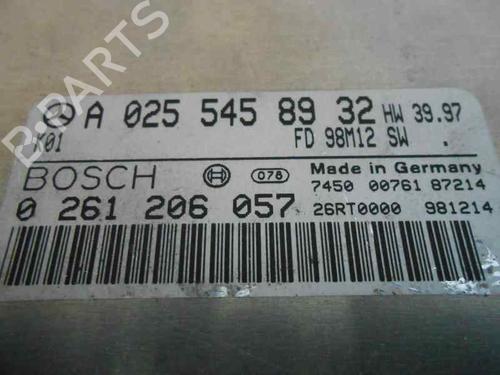 A 025 545 89 32 HW 39.97
K01 FD 98M12 SW .
BOSCH 078 Made in Germany
7450 00761 87214
0 261 206 057 26RT0000 981214
B-PARTS